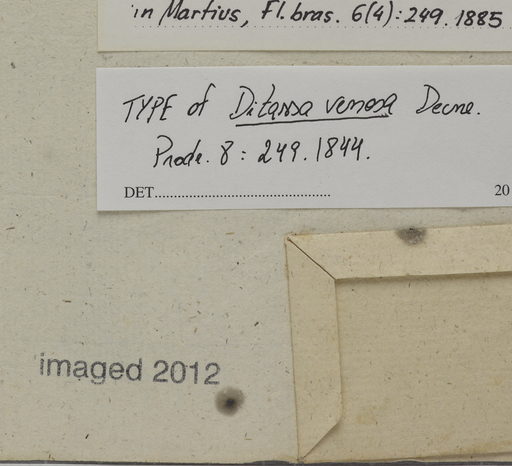 in Martius, Fl. bras. 6(4): 249. 1885
TYPE of Ditassa venosa Decne.
Prodr. 8: 249. 1844.
DET............................................ 20
imaged 2012